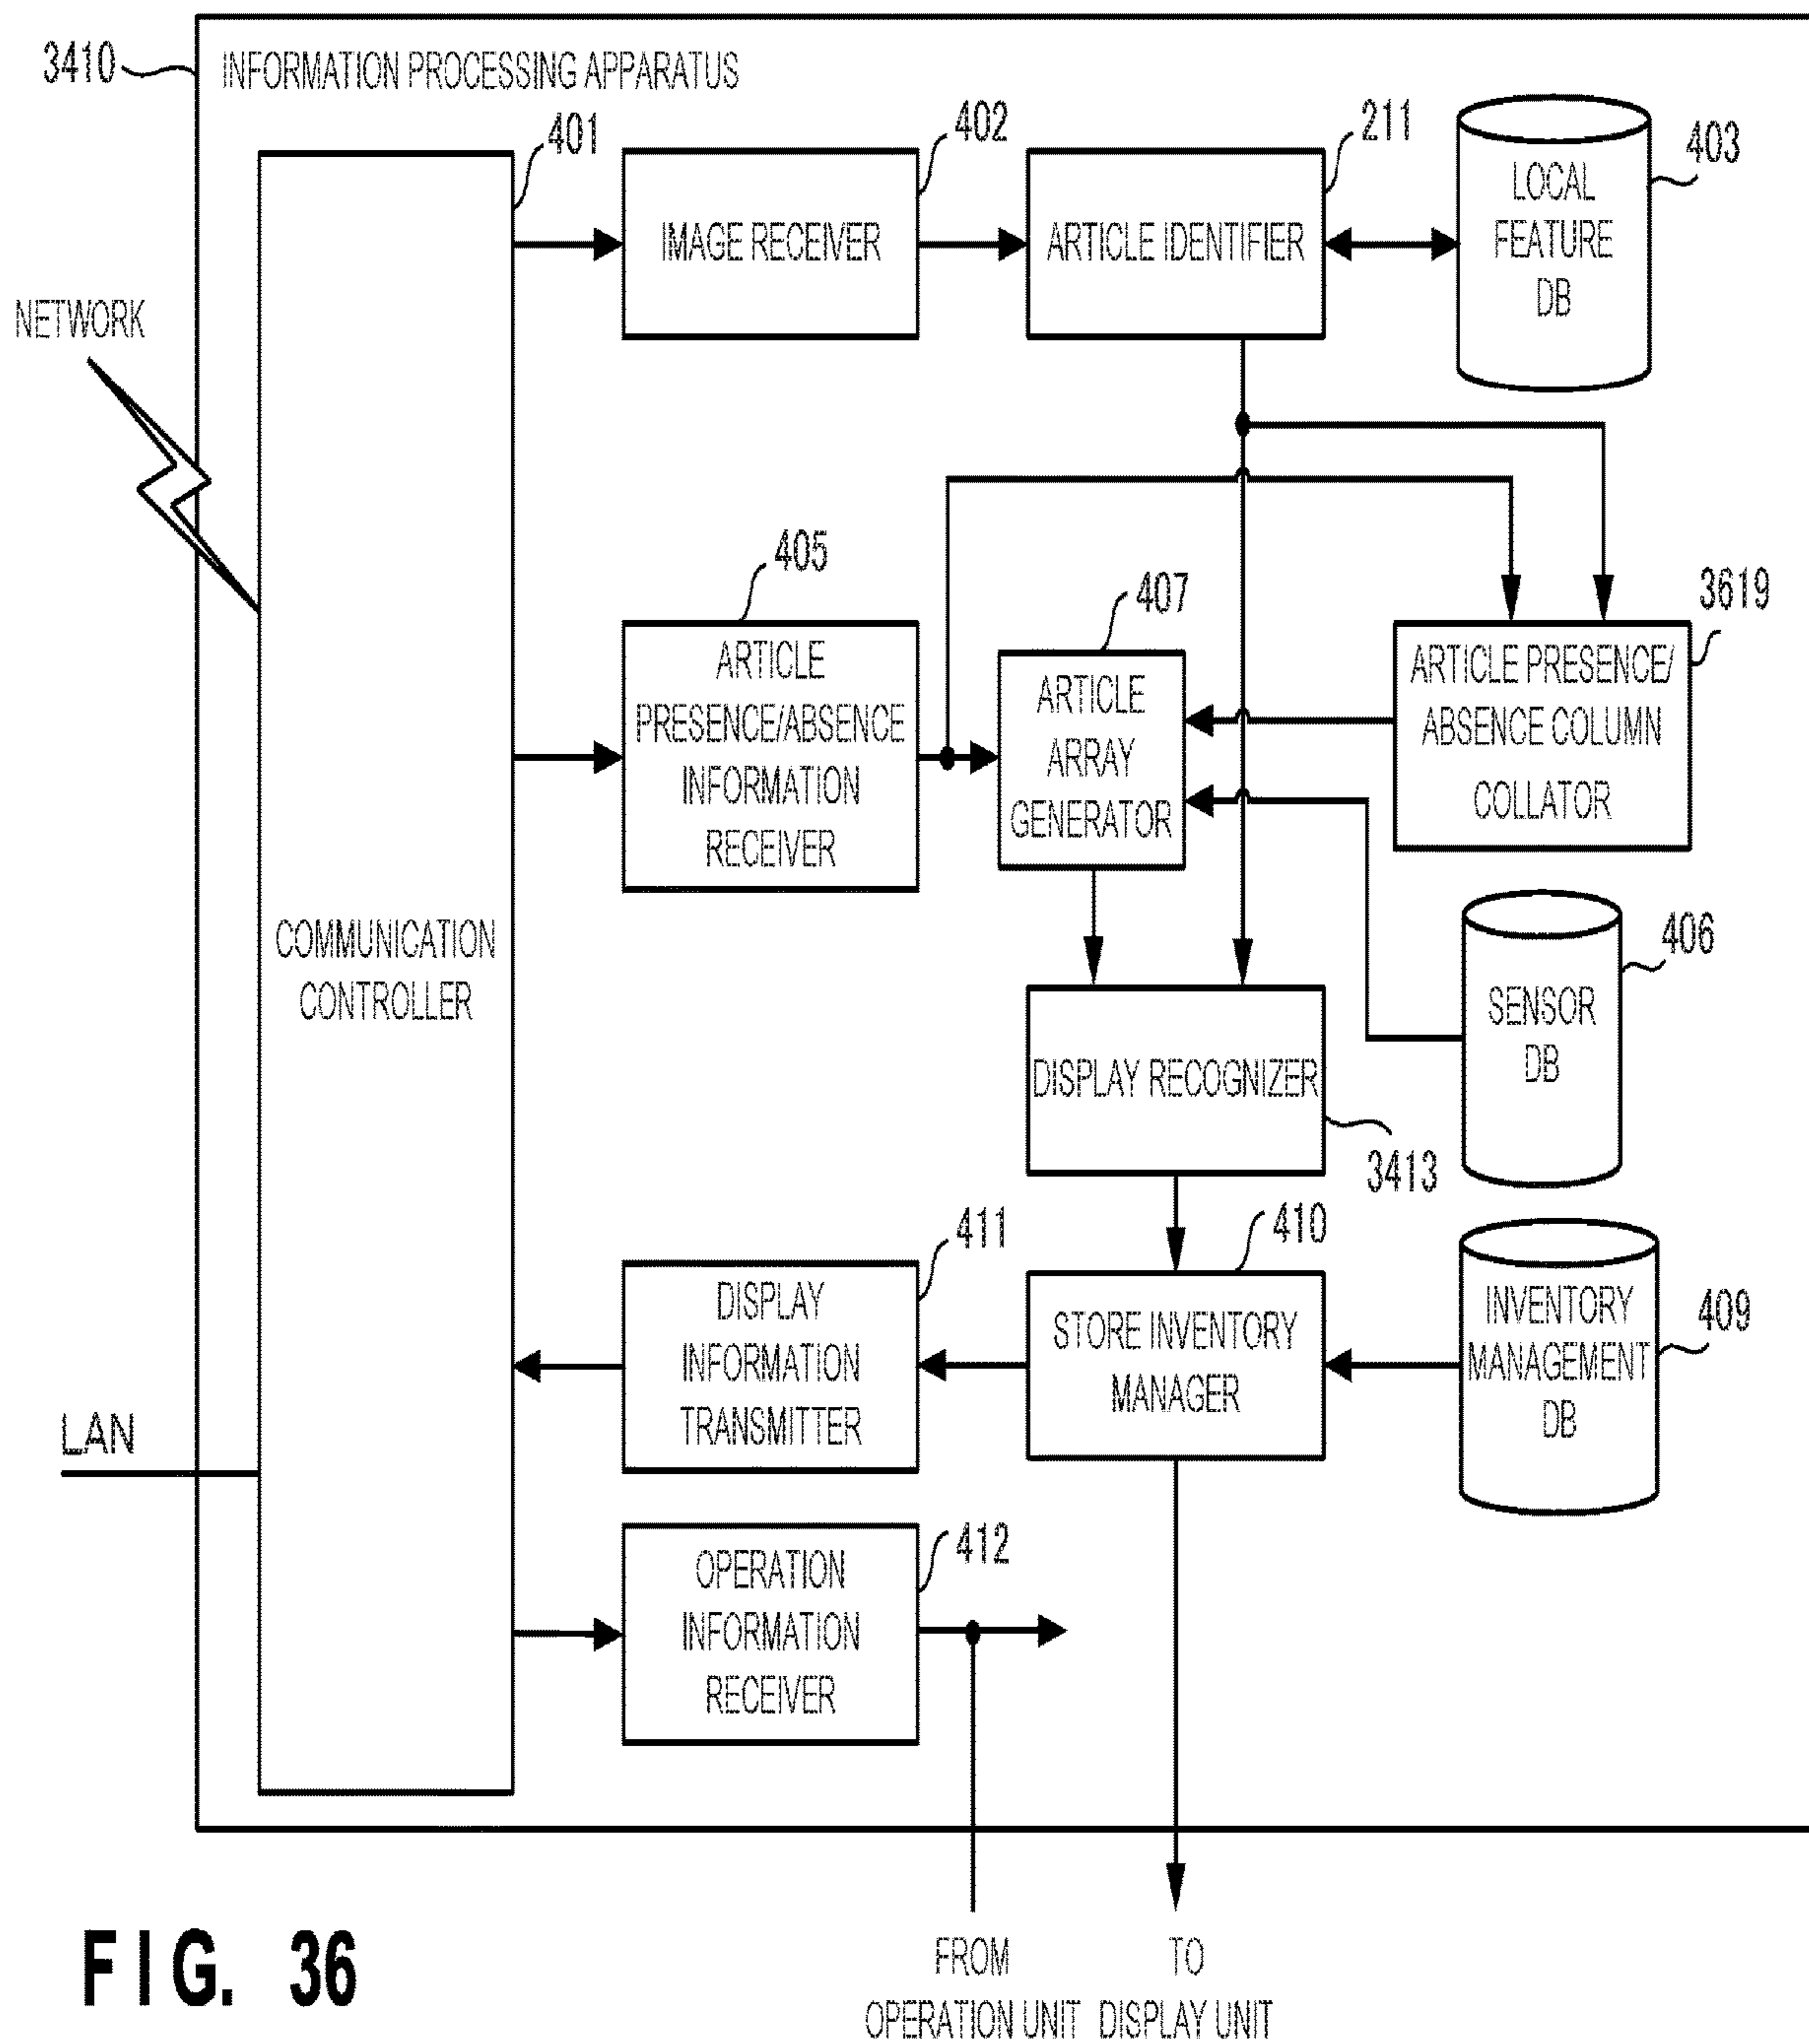 3410
INFORMATION PROCESSING APPARATUS
401
402
211
403
IMAGE RECEIVER
ARTICLE IDENTIFIER
LOCAL
FEATURE
DB
NETWORK
405
407
3619
ARTICLE
PRESENCE/ABSENCE
INFORMATION
RECEIVER
ARTICLE
ARRAY
GENERATOR
ARTICLE PRESENCE/
ABSENCE COLUMN
COLLATOR
COMMUNICATION
CONTROLLER
406
SENSOR
DB
DISPLAY RECOGNIZER
3413
411
410
409
DISPLAY
INFORMATION
TRANSMITTER
STORE INVENTORY
MANAGER
INVENTORY
MANAGEMENT
DB
LAN
412
OPERATION
INFORMATION
RECEIVER
FROM
OPERATION UNIT
TO
DISPLAY UNIT
FIG. 36